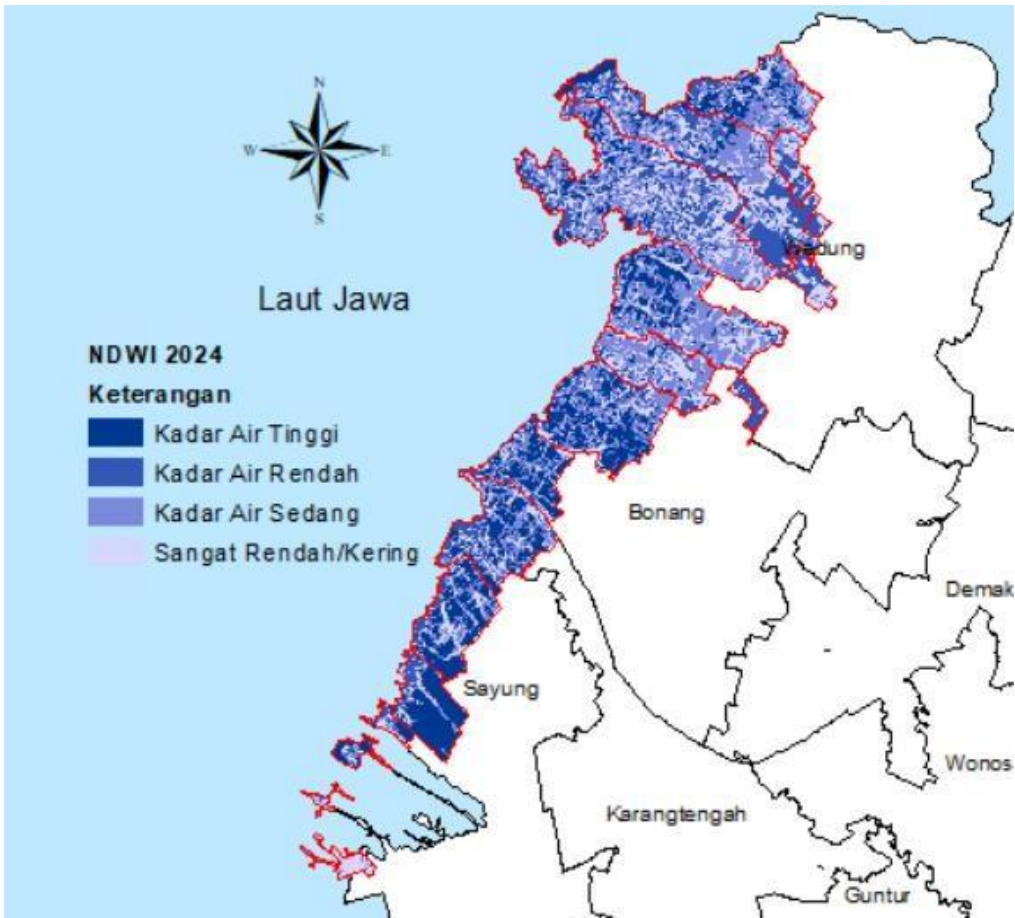 N
W E
S
Wedung
Laut Jawa
NDWI 2024
Keterangan
Kadar Air Tinggi
Kadar Air Rendah
Kadar Air Sedang
Sangat Rendah/Kering
Bonang
Demak
Sayung
Wonos
Karangtengah
Guntur